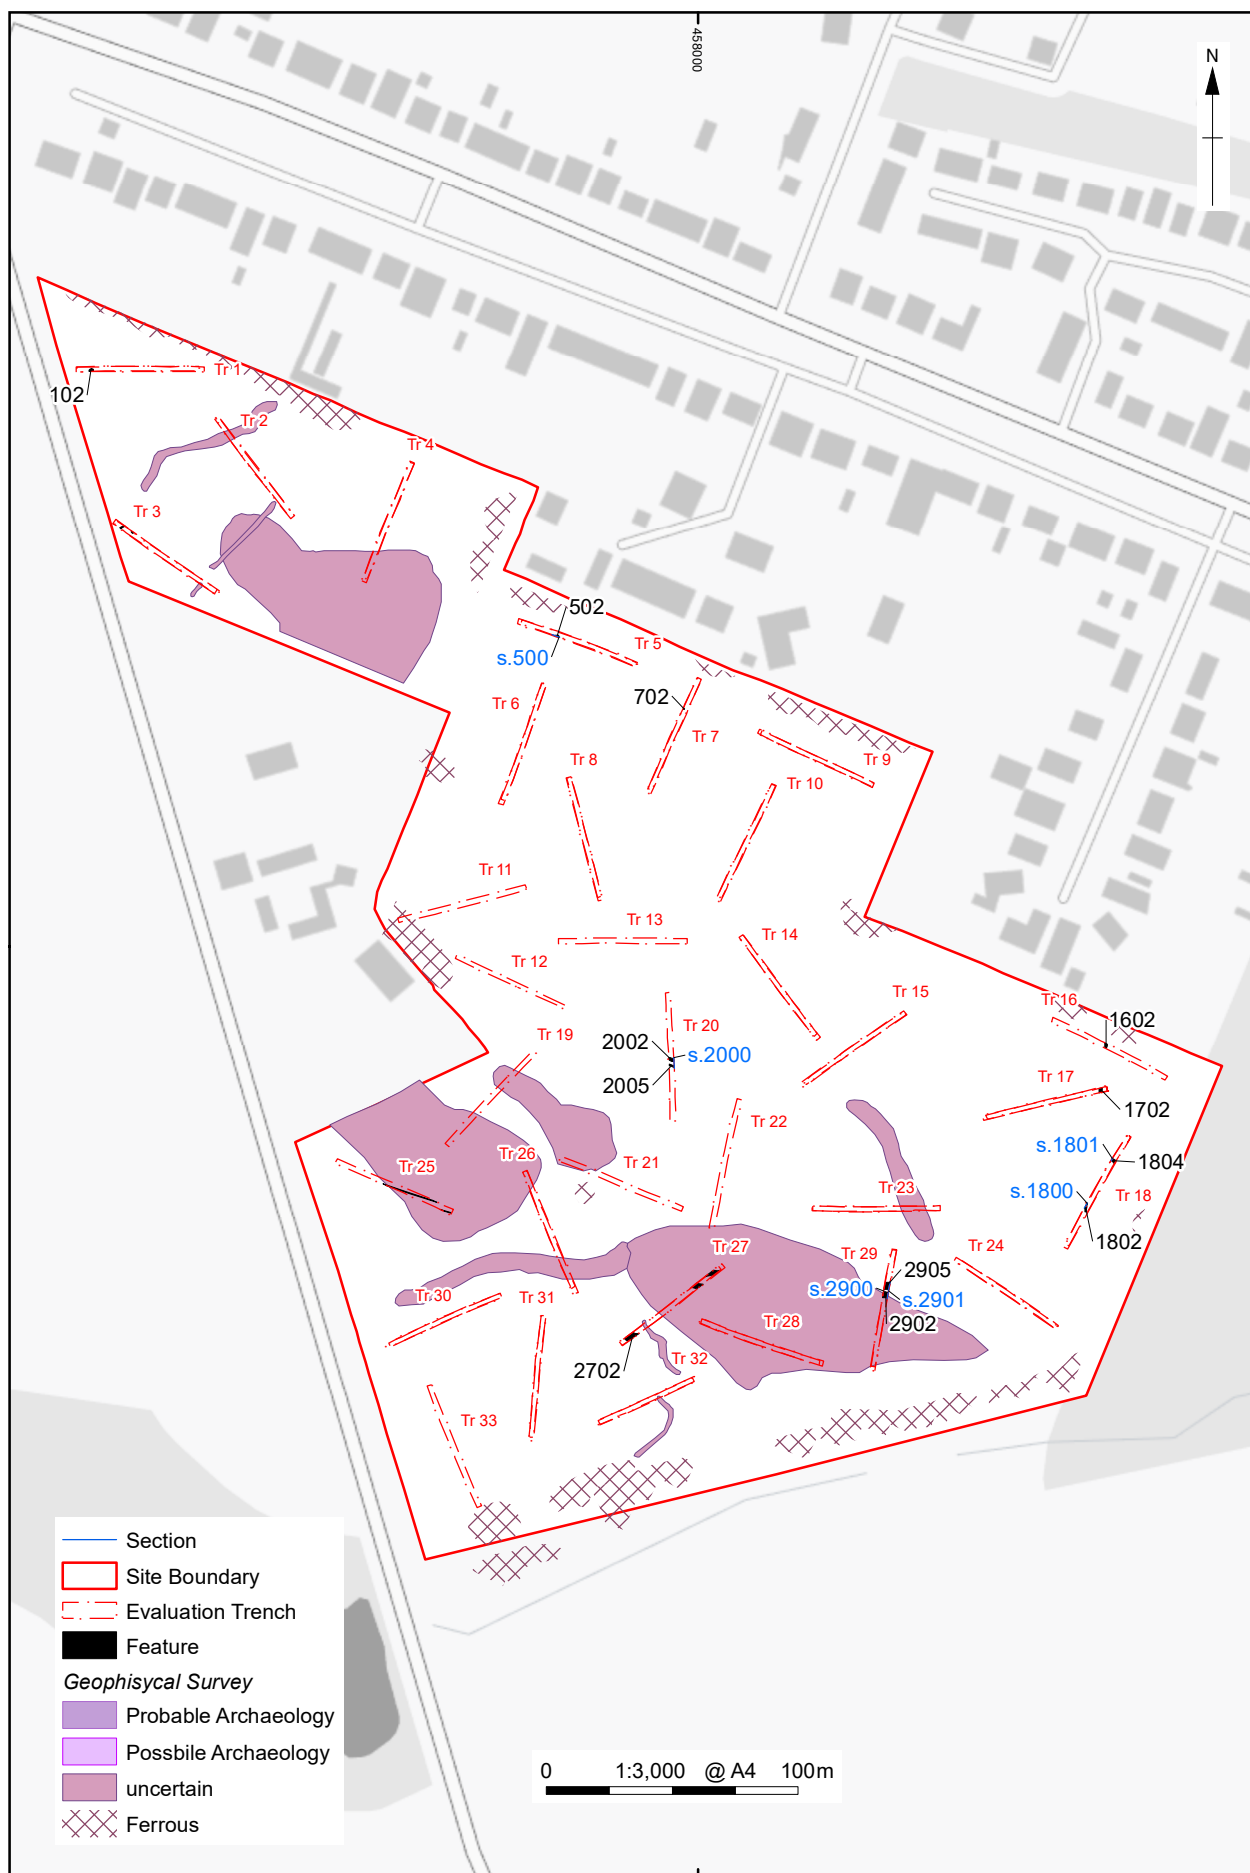 458000
N
Tr 1
102
Tr 2
Tr 4
Tr 3
502
s.500
Tr 5
702
Tr 6
Tr 7
Tr 8
Tr 9
Tr 10
Tr 11
Tr 13
Tr 14
Tr 12
Tr 15
Tr 16
1602
Tr 19
Tr 20
2002
s.2000
2005
Tr 17
1702
Tr 22
s.1801
1804
Tr 26
Tr 21
Tr 25
Tr 23
s.1800
Tr 18
1802
Tr 27
Tr 29
Tr 24
2905
s.2900
s.2901
2902
Tr 30
Tr 31
Tr 28
2702
Tr 32
Tr 33
Section
Site Boundary
Evaluation Trench
Feature
Geophisycal Survey
Probable Archaeology
Possbile Archaeology
uncertain
Ferrous
0 1:3,000 @ A4 100m